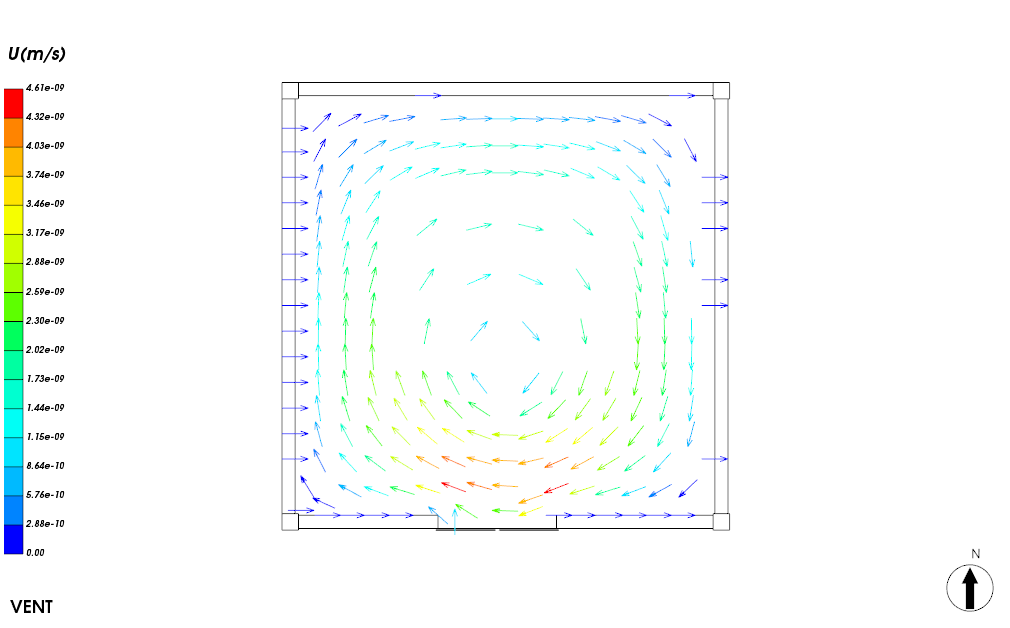 U(m/s)
4.61e-09
4.32e-09
4.03e-09
3.74e-09
3.46e-09
3.17e-09
2.88e-09
2.59e-09
2.30e-09
2.02e-09
1.73e-09
1.44e-09
1.15e-09
8.64e-10
5.76e-10
2.88e-10
0.00
N
VENT